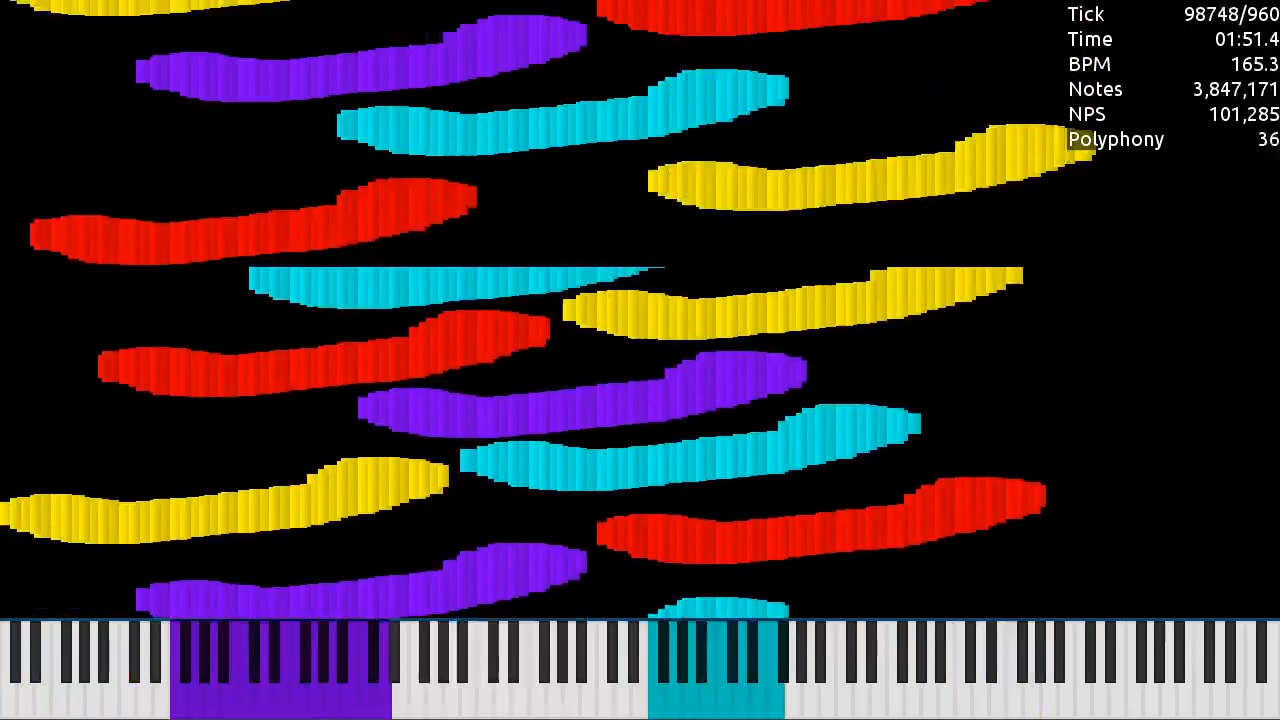 Tick 98748/960
Time 01:51.4
BPM 165.3
Notes 3,847,171
NPS 101,285
Polyphony 36